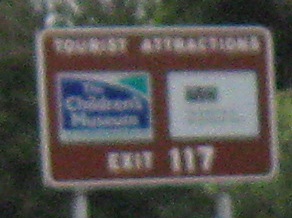 TOURIST ATTRACTIONS
The
Children's
Museum
EXIT 117